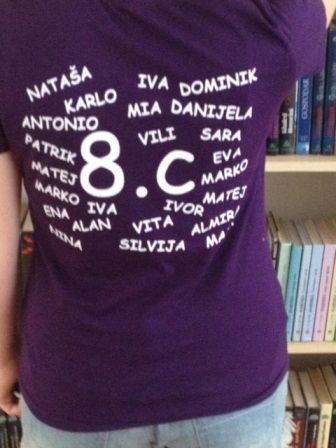 NATAŠA
IVA DOMINIK
KARLO
MIA DANIJELA
ANTONIO
VILI SARA
PATRIK
8.c
EVA
MATEJ
MARKO
MARKO
MATEJ
ENA
IVA
IVOR
ALAN
VITA
ALMIRA
NINA
SILVIJA
GOSPODAR